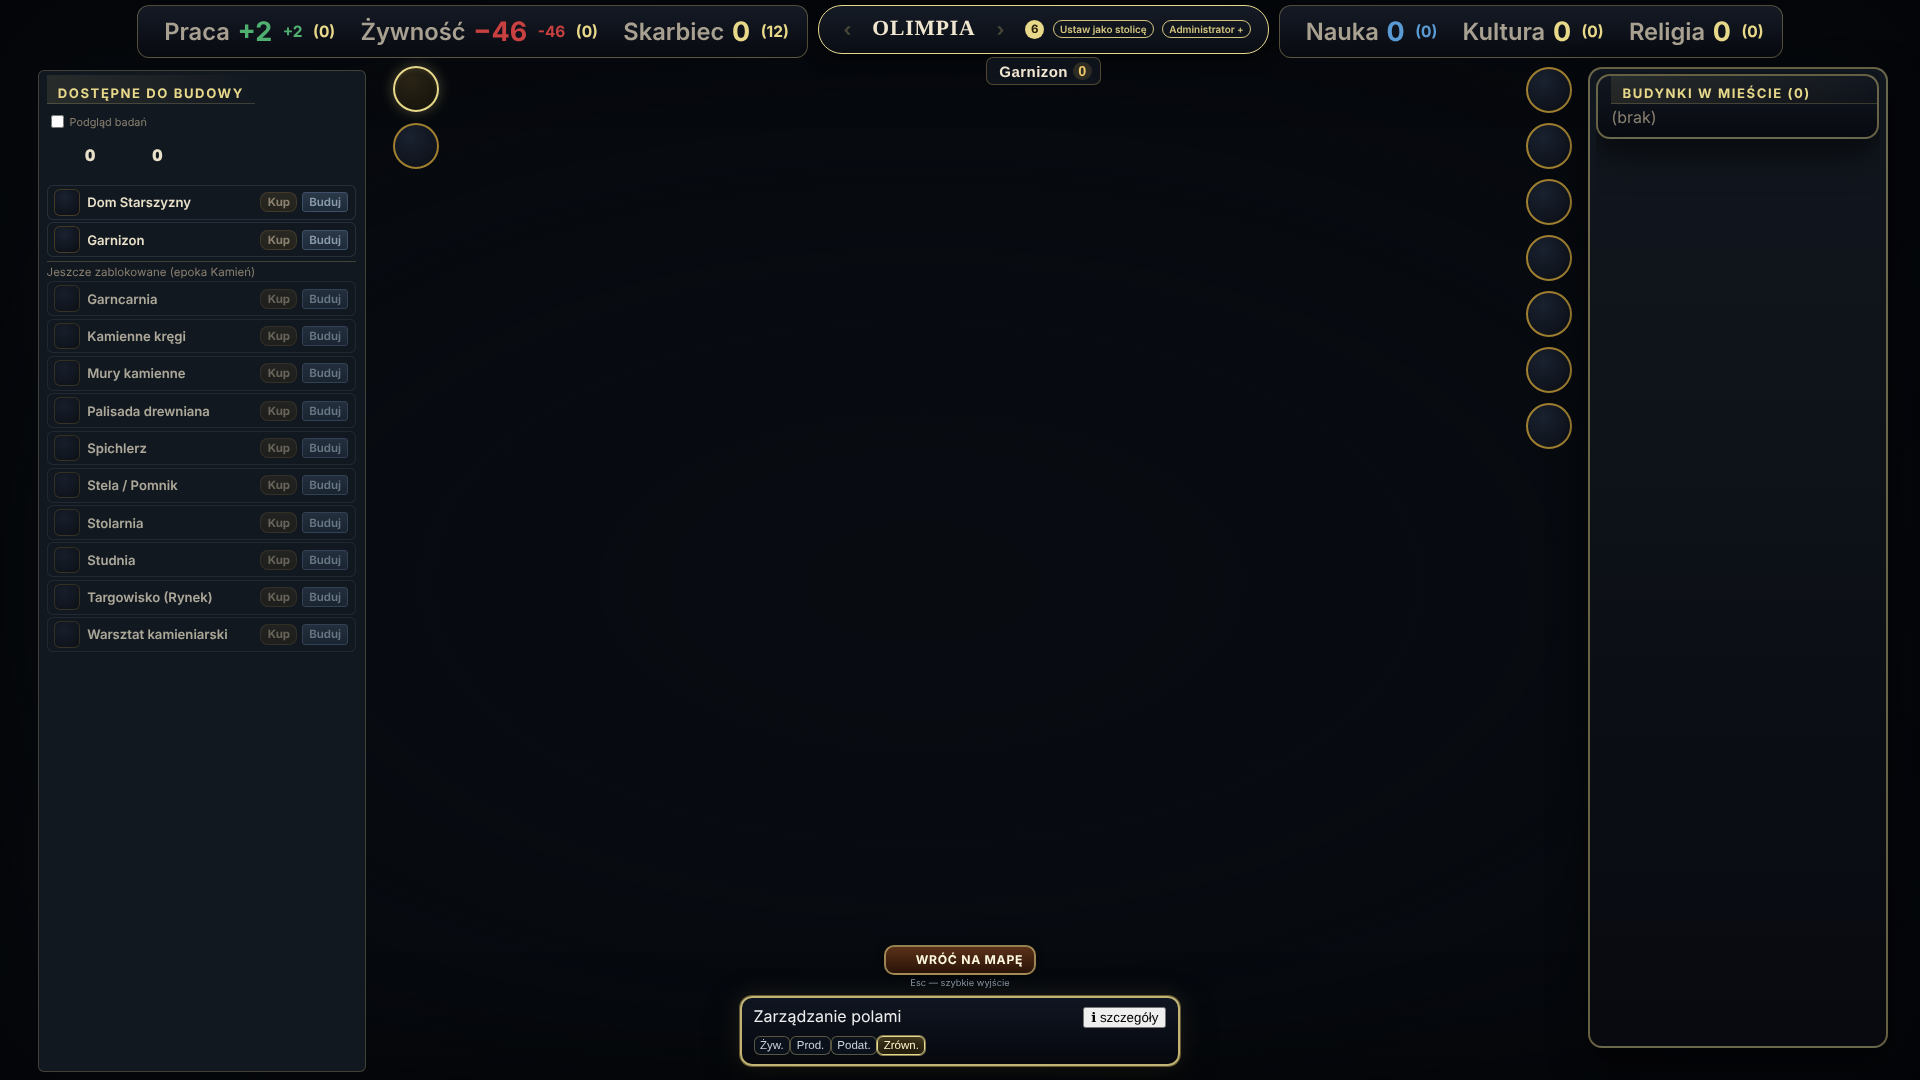 Praca +2 +2 (0) Żywność −46 -46 (0) Skarbiec 0 (12)
‹ OLIMPIA › 6 Ustaw jako stolicę Administrator +
Nauka 0 (0) Kultura 0 (0) Religia 0 (0)
Garnizon 0
DOSTĘPNE DO BUDOWY
Podgląd badań
0 0
Dom Starszyzny Kup Buduj
Garnizon Kup Buduj
Jeszcze zablokowane (epoka Kamień)
Garncarnia Kup Buduj
Kamienne kręgi Kup Buduj
Mury kamienne Kup Buduj
Palisada drewniana Kup Buduj
Spichlerz Kup Buduj
Stela / Pomnik Kup Buduj
Stolarnia Kup Buduj
Studnia Kup Buduj
Targowisko (Rynek) Kup Buduj
Warsztat kamieniarski Kup Buduj
BUDYNKI W MIEŚCIE (0)
(brak)
WRÓĆ NA MAPĘ
Esc — szybkie wyjście
Zarządzanie polami ℹ szczegóły
Żyw. Prod. Podat. Zrówn.